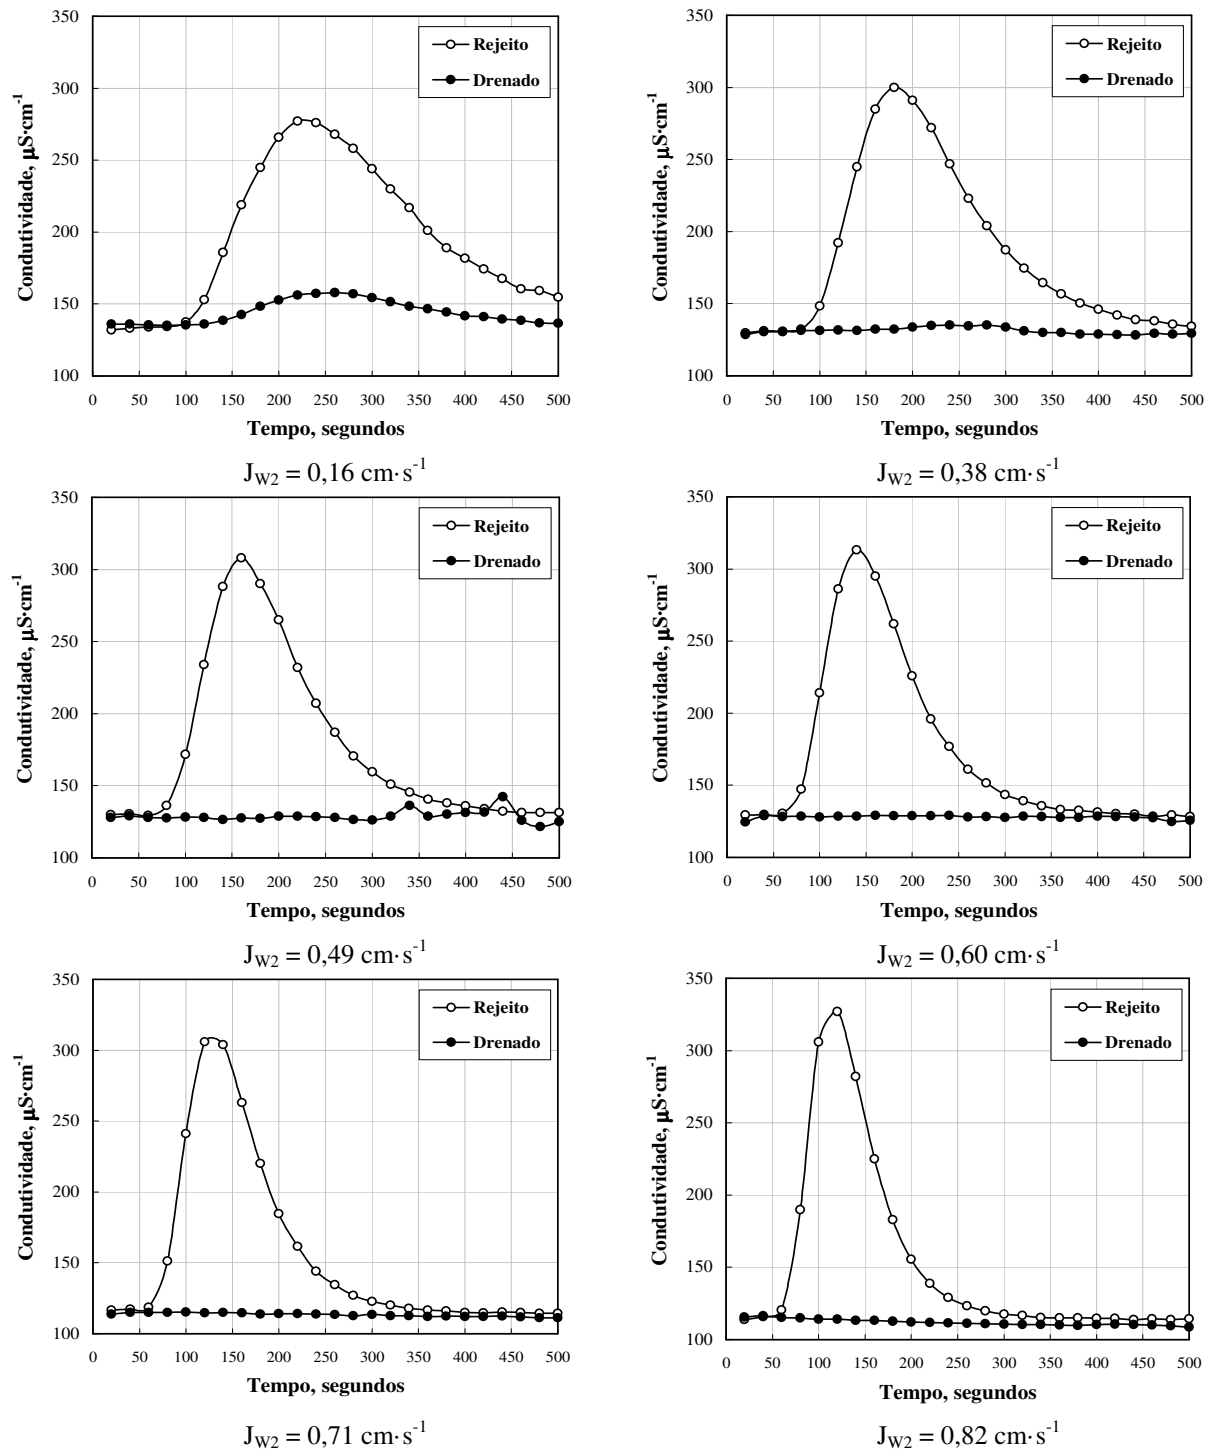 350
300
250
200
150
100
Condutividade, µS·cm⁻¹
Rejeito
Drenado
0 50 100 150 200 250 300 350 400 450 500
Tempo, segundos
J_W2 = 0,16 cm·s⁻¹
350
300
250
200
150
100
Condutividade, µS·cm⁻¹
Rejeito
Drenado
0 50 100 150 200 250 300 350 400 450 500
Tempo, segundos
J_W2 = 0,38 cm·s⁻¹
350
300
250
200
150
100
Condutividade, µS·cm⁻¹
Rejeito
Drenado
0 50 100 150 200 250 300 350 400 450 500
Tempo, segundos
J_W2 = 0,49 cm·s⁻¹
350
300
250
200
150
100
Condutividade, µS·cm⁻¹
Rejeito
Drenado
0 50 100 150 200 250 300 350 400 450 500
Tempo, segundos
J_W2 = 0,60 cm·s⁻¹
350
300
250
200
150
100
Condutividade, µS·cm⁻¹
Rejeito
Drenado
0 50 100 150 200 250 300 350 400 450 500
Tempo, segundos
J_W2 = 0,71 cm·s⁻¹
350
300
250
200
150
100
Condutividade, µS·cm⁻¹
Rejeito
Drenado
0 50 100 150 200 250 300 350 400 450 500
Tempo, segundos
J_W2 = 0,82 cm·s⁻¹